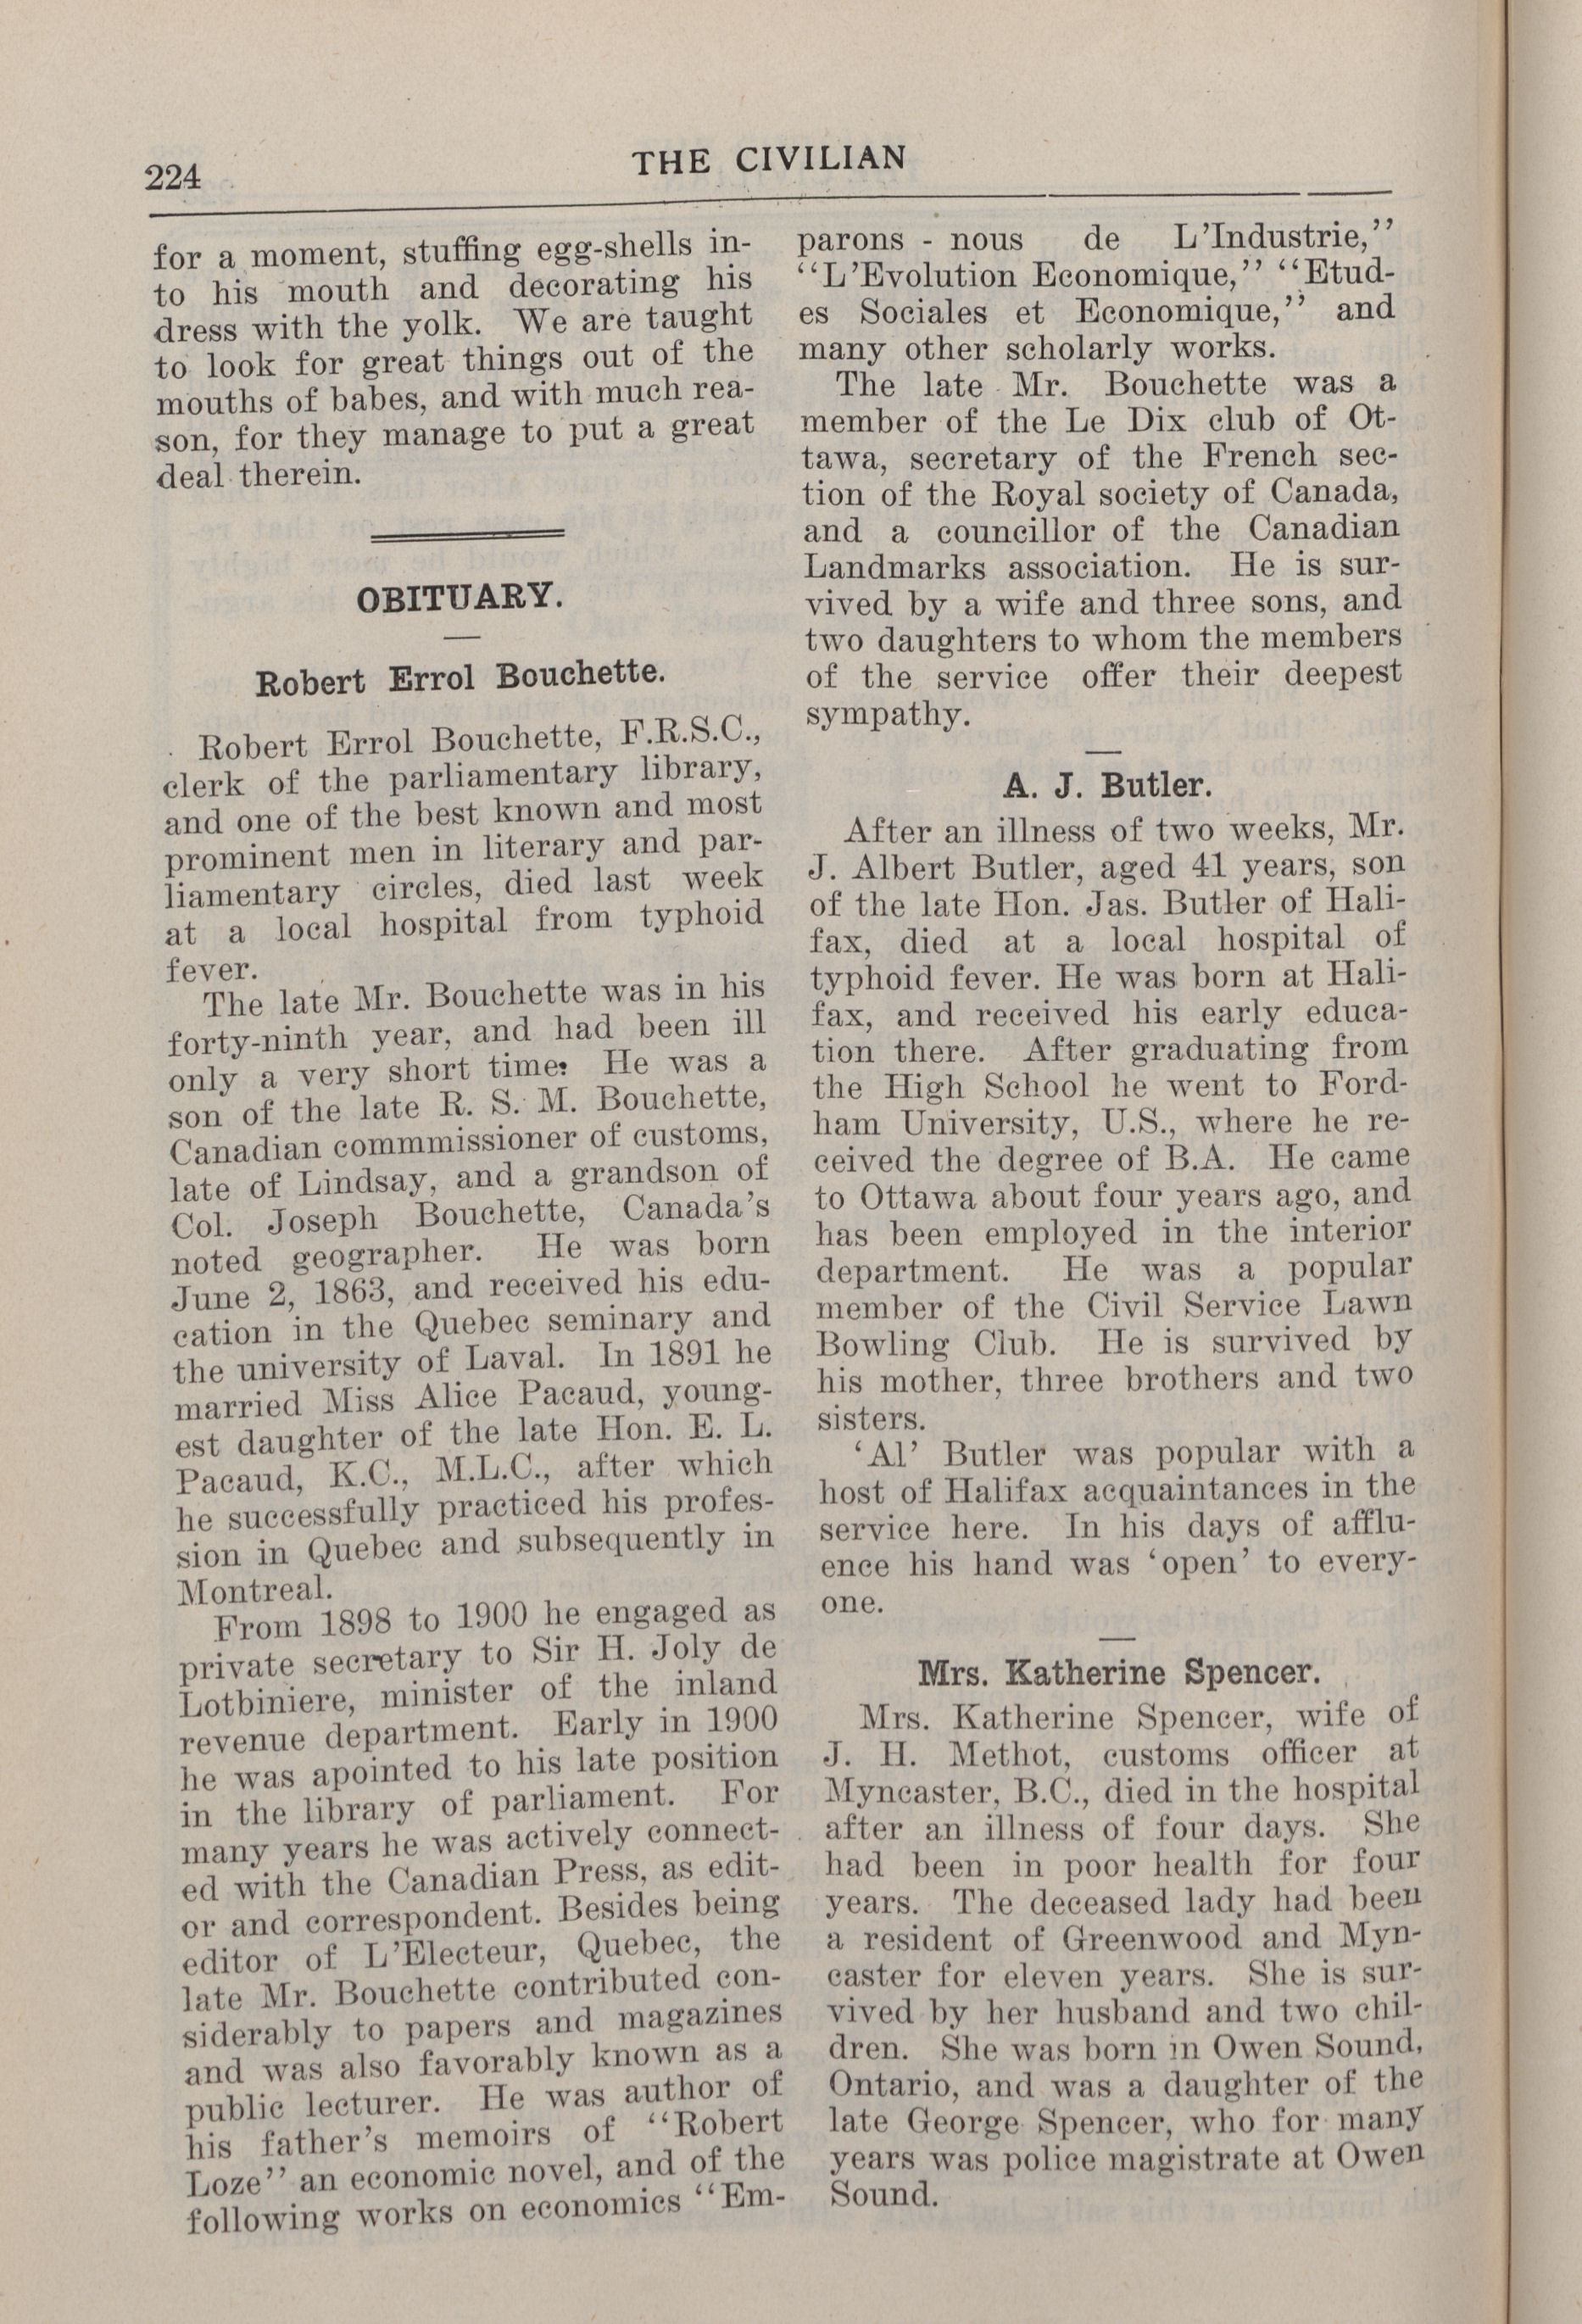 224
THE CIVILIAN
for a moment, stuffing egg-shells in-
to his mouth and decorating his
dress with the yolk. We are taught
to look for great things out of the
mouths of babes, and with much rea-
son, for they manage to put a great
deal therein.
OBITUARY.
Robert Errol Bouchette.
Robert Errol Bouchette, F.R.S.C.,
clerk of the parliamentary library,
and one of the best known and most
prominent men in literary and par-
liamentary circles, died last week
at a local hospital from typhoid
fever.
The late Mr. Bouchette was in his
forty-ninth year, and had been ill
only a very short time: He was a
son of the late R. S. M. Bouchette,
Canadian commmissioner of customs,
late of Lindsay, and a grandson of
Col. Joseph Bouchette, Canada's
noted geographer. He was born
June 2, 1863, and received his edu-
cation in the Quebec seminary and
the university of Laval. In 1891 he
married Miss Alice Pacaud, young-
est daughter of the late Hon. E. L.
Pacaud, K.C., M.L.C., after which
he successfully practiced his profes-
sion in Quebec and subsequently in
Montreal.
From 1898 to 1900 he engaged as
private secretary to Sir H. Joly de
Lotbiniere, minister of the inland
revenue department. Early in 1900
he was apointed to his late position
in the library of parliament. For
many years he was actively connect-
ed with the Canadian Press, as edit-
or and correspondent. Besides being
editor of L'Electeur, Quebec, the
late Mr. Bouchette contributed con-
siderably to papers and magazines
and was also favorably known as a
public lecturer. He was author of
his father's memoirs of "Robert
Loze" an economic novel, and of the
following works on economics "Em-
parons - nous de L'Industrie,"
"L'Evolution Economique," "Etud-
es Sociales et Economique," and
many other scholarly works.
The late Mr. Bouchette was a
member of the Le Dix club of Ot-
tawa, secretary of the French sec-
tion of the Royal society of Canada,
and a councillor of the Canadian
Landmarks association. He is sur-
vived by a wife and three sons, and
two daughters to whom the members
of the service offer their deepest
sympathy.
A. J. Butler.
After an illness of two weeks, Mr.
J. Albert Butler, aged 41 years, son
of the late Hon. Jas. Butler of Hali-
fax, died at a local hospital of
typhoid fever. He was born at Hali-
fax, and received his early educa-
tion there. After graduating from
the High School he went to Ford-
ham University, U.S., where he re-
ceived the degree of B.A. He came
to Ottawa about four years ago, and
has been employed in the interior
department. He was a popular
member of the Civil Service Lawn
Bowling Club. He is survived by
his mother, three brothers and two
sisters.
'Al' Butler was popular with a
host of Halifax acquaintances in the
service here. In his days of afflu-
ence his hand was 'open' to every-
one.
Mrs. Katherine Spencer.
Mrs. Katherine Spencer, wife of
J. H. Methot, customs officer at
Myncaster, B.C., died in the hospital
after an illness of four days. She
had been in poor health for four
years. The deceased lady had been
a resident of Greenwood and Myn-
caster for eleven years. She is sur-
vived by her husband and two chil-
dren. She was born in Owen Sound,
Ontario, and was a daughter of the
late George Spencer, who for many
years was police magistrate at Owen
Sound.